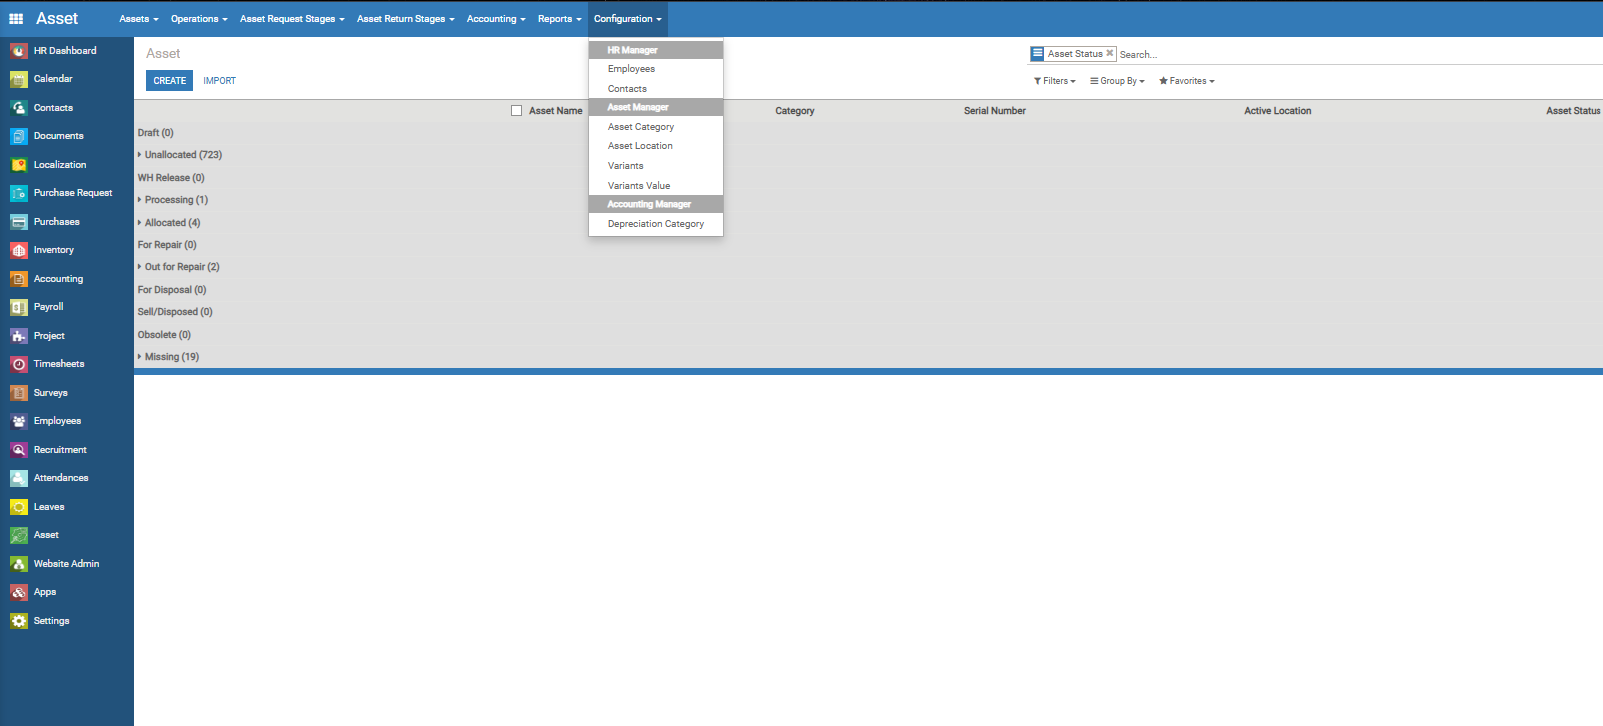 Asset
Assets Operations Asset Request Stages Asset Return Stages Accounting Reports Configuration
HR Dashboard
Calendar
Contacts
Documents
Localization
Purchase Request
Purchases
Inventory
Accounting
Payroll
Project
Timesheets
Surveys
Employees
Recruitment
Attendances
Leaves
Asset
Website Admin
Apps
Settings
Asset
CREATE IMPORT
HR Manager
Employees
Contacts
Asset Manager
Asset Category
Asset Location
Variants
Variants Value
Accounting Manager
Depreciation Category
Asset Status Search...
Filters Group By Favorites
Asset Name Category Serial Number Active Location Asset Status
Draft (0)
Unallocated (723)
WH Release (0)
Processing (1)
Allocated (4)
For Repair (0)
Out for Repair (2)
For Disposal (0)
Sell/Disposed (0)
Obsolete (0)
Missing (19)